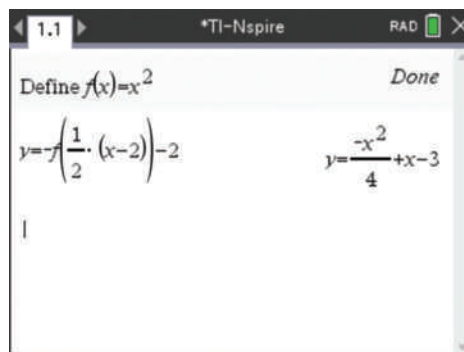 1.1 *TI-Nspire RAD
Define f(x)=x² Done
y=-f(1/2·(x-2))-2 y=-x²/4+x-3